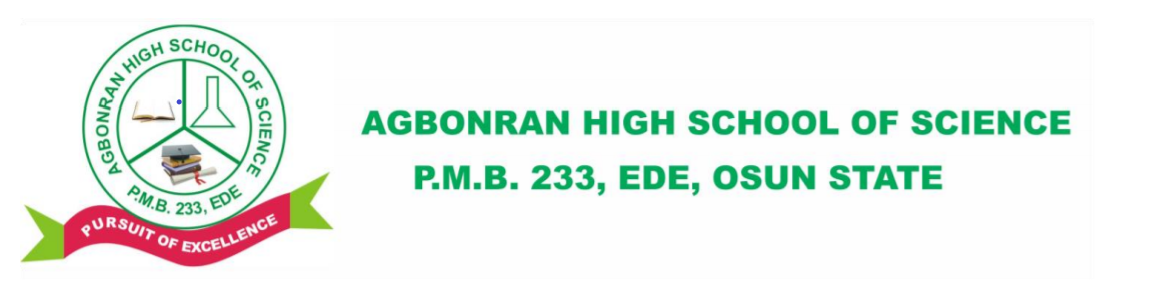 AGBONRAN HIGH SCHOOL OF SCIENCE
P.M.B. 233, EDE
PURSUIT OF EXCELLENCE
AGBONRAN HIGH SCHOOL OF SCIENCE
P.M.B. 233, EDE, OSUN STATE